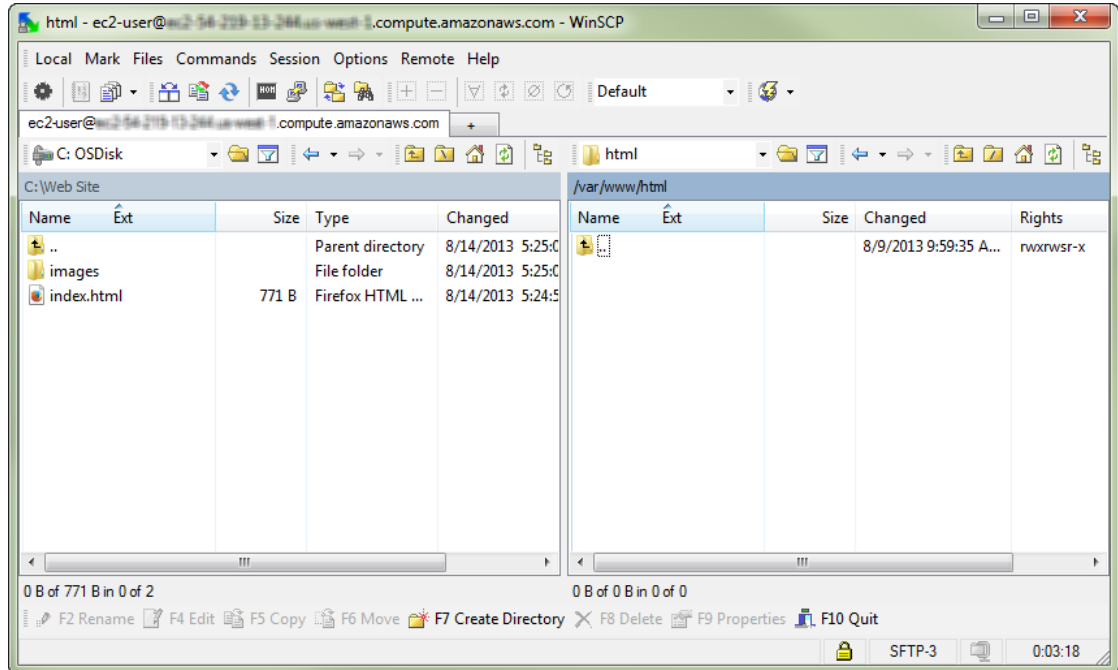 html - ec2-user@ .compute.amazonaws.com - WinSCP
Local Mark Files Commands Session Options Remote Help
Default
ec2-user@ .compute.amazonaws.com +
C: OSDisk html
C:\Web Site /var/www/html
Name Ext Size Type Changed Name Ext Size Changed Rights
.. Parent directory 8/14/2013 5:25:0 .. 8/9/2013 9:59:35 A... rwxrwsr-x
images File folder 8/14/2013 5:25:0
index.html 771 B Firefox HTML ... 8/14/2013 5:24:5
0 B of 771 B in 0 of 2 0 B of 0 B in 0 of 0
F2 Rename F4 Edit F5 Copy F6 Move F7 Create Directory F8 Delete F9 Properties F10 Quit
SFTP-3 0:03:18